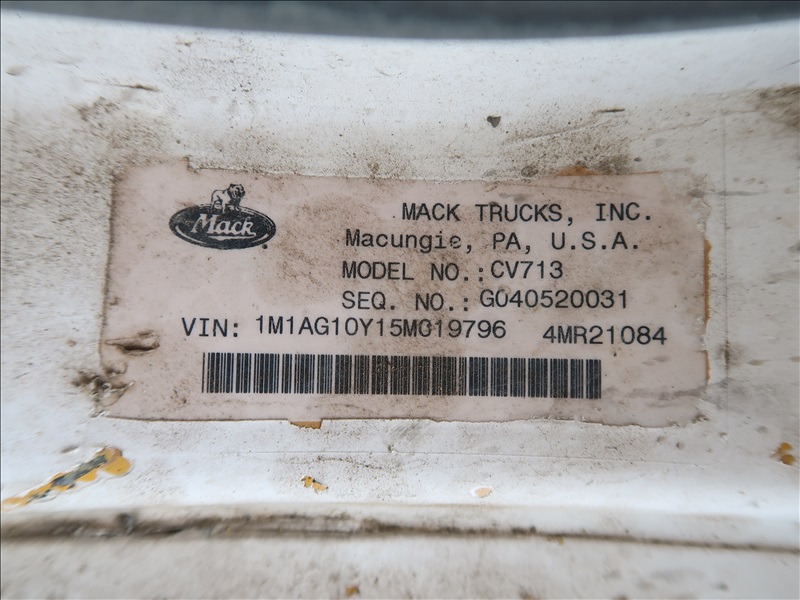 Mack
MACK TRUCKS, INC.
Macungie, PA, U.S.A.
MODEL NO.: CV713
SEQ. NO.: G040520031
VIN: 1M1AG10Y15M019796 4MR21084